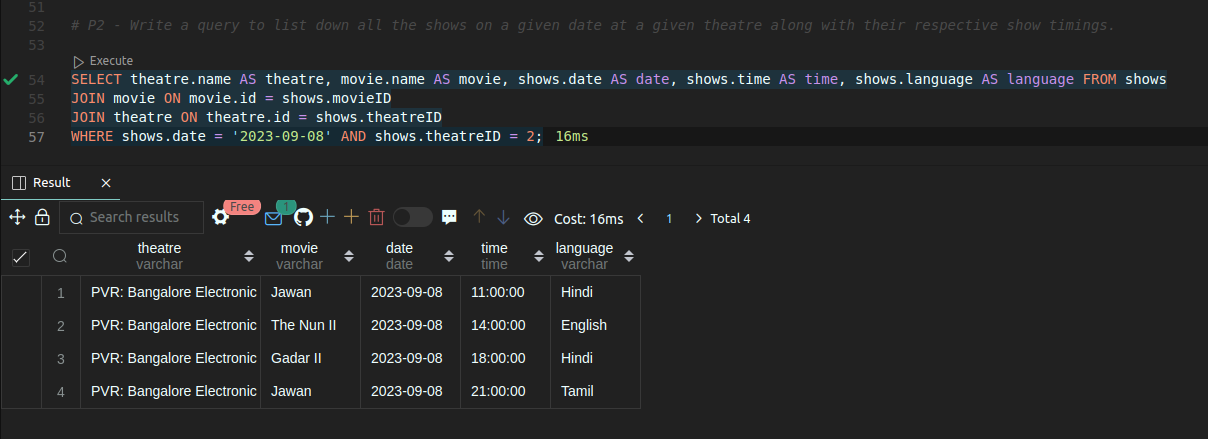 51
52 # P2 - Write a query to list down all the shows on a given date at a given theatre along with their respective show timings.
53
Execute
54 SELECT theatre.name AS theatre, movie.name AS movie, shows.date AS date, shows.time AS time, shows.language AS language FROM shows
55 JOIN movie ON movie.id = shows.movieID
56 JOIN theatre ON theatre.id = shows.theatreID
57 WHERE shows.date = '2023-09-08' AND shows.theatreID = 2; 16ms
Result
Search results Free 1 Cost: 16ms 1 Total 4
theatre movie date time language
varchar varchar date time varchar
1 PVR: Bangalore Electronic Jawan 2023-09-08 11:00:00 Hindi
2 PVR: Bangalore Electronic The Nun II 2023-09-08 14:00:00 English
3 PVR: Bangalore Electronic Gadar II 2023-09-08 18:00:00 Hindi
4 PVR: Bangalore Electronic Jawan 2023-09-08 21:00:00 Tamil